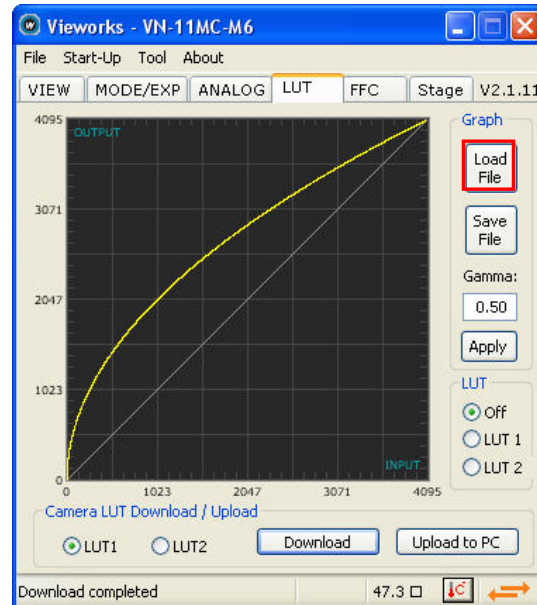 Vieworks - VN-11MC-M6
File Start-Up Tool About
VIEW MODE/EXP ANALOG LUT FFC Stage V2.1.11
4095
OUTPUT
3071
2047
1023
0
INPUT
0 1023 2047 3071 4095
Graph
Load
File
Save
File
Gamma:
0.50
Apply
LUT
Off
LUT 1
LUT 2
Camera LUT Download / Upload
LUT1 LUT2 Download Upload to PC
Download completed 47.3 □ C